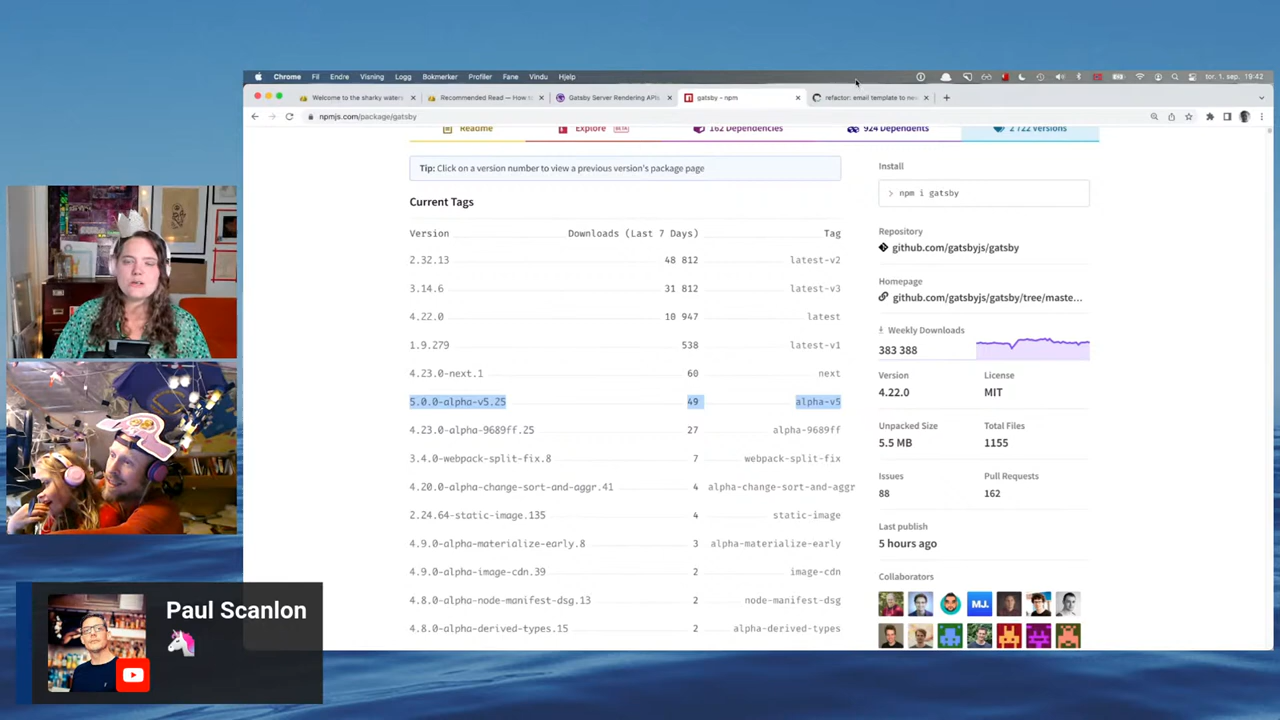 Chrome Fil Endre Visning Logg Bokmerker Profiler Fane Vindu Hjelp tor. 1. sep. 19:42
Welcome to the sharky waters
Recommended Read — How to
Gatsby Server Rendering APIs
gatsby - npm
refactor: email template to new
npmjs.com/package/gatsby
Readme
Explore BETA
162 Dependencies
924 Dependents
2 722 Versions
Tip: Click on a version number to view a previous version's package page
Current Tags
Version Downloads (Last 7 Days) Tag
2.32.13 48 812 latest-v2
3.14.6 31 812 latest-v3
4.22.0 10 947 latest
1.9.279 538 latest-v1
4.23.0-next.1 60 next
5.0.0-alpha-v5.25 49 alpha-v5
4.23.0-alpha-9689ff.25 27 alpha-9689ff
3.4.0-webpack-split-fix.8 7 webpack-split-fix
4.20.0-alpha-change-sort-and-aggr.41 4 alpha-change-sort-and-aggr
2.24.64-static-image.135 4 static-image
4.9.0-alpha-materialize-early.8 3 alpha-materialize-early
4.9.0-alpha-image-cdn.39 2 image-cdn
4.8.0-alpha-node-manifest-dsg.13 2 node-manifest-dsg
4.8.0-alpha-derived-types.15 2 alpha-derived-types
Install
> npm i gatsby
Repository
github.com/gatsbyjs/gatsby
Homepage
github.com/gatsbyjs/gatsby/tree/maste...
Weekly Downloads
383 388
Version License
4.22.0 MIT
Unpacked Size Total Files
5.5 MB 1155
Issues Pull Requests
88 162
Last publish
5 hours ago
Collaborators
MJ.
Paul Scanlon